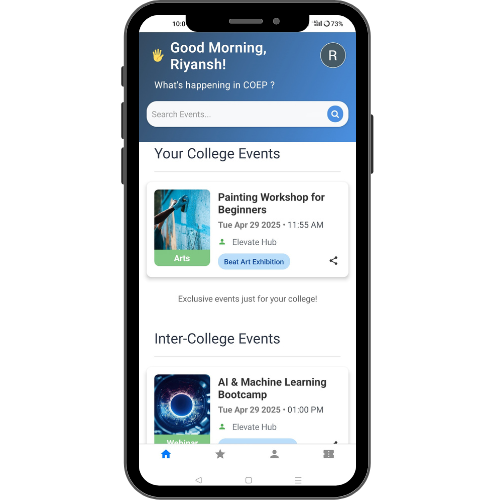 10:0
73%
👋 Good Morning,
Riyansh!
R
What's happening in COEP ?
Search Events...
Your College Events
Painting Workshop for
Beginners
Tue Apr 29 2025 • 11:55 AM
Elevate Hub
Arts
Beat Art Exhibition
Exclusive events just for your college!
Inter-College Events
AI & Machine Learning
Bootcamp
Tue Apr 29 2025 • 01:00 PM
Elevate Hub
Webinar